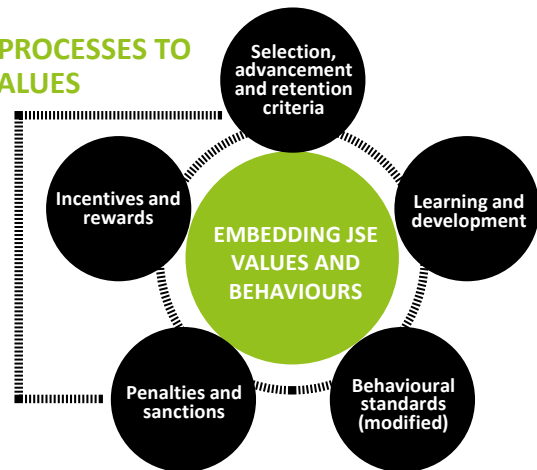 PROCESSES TO
ALUES
Selection,
advancement
and retention
criteria
Incentives and
rewards
Learning and
development
EMBEDDING JSE
VALUES AND
BEHAVIOURS
Penalties and
sanctions
Behavioural
standards
(modified)